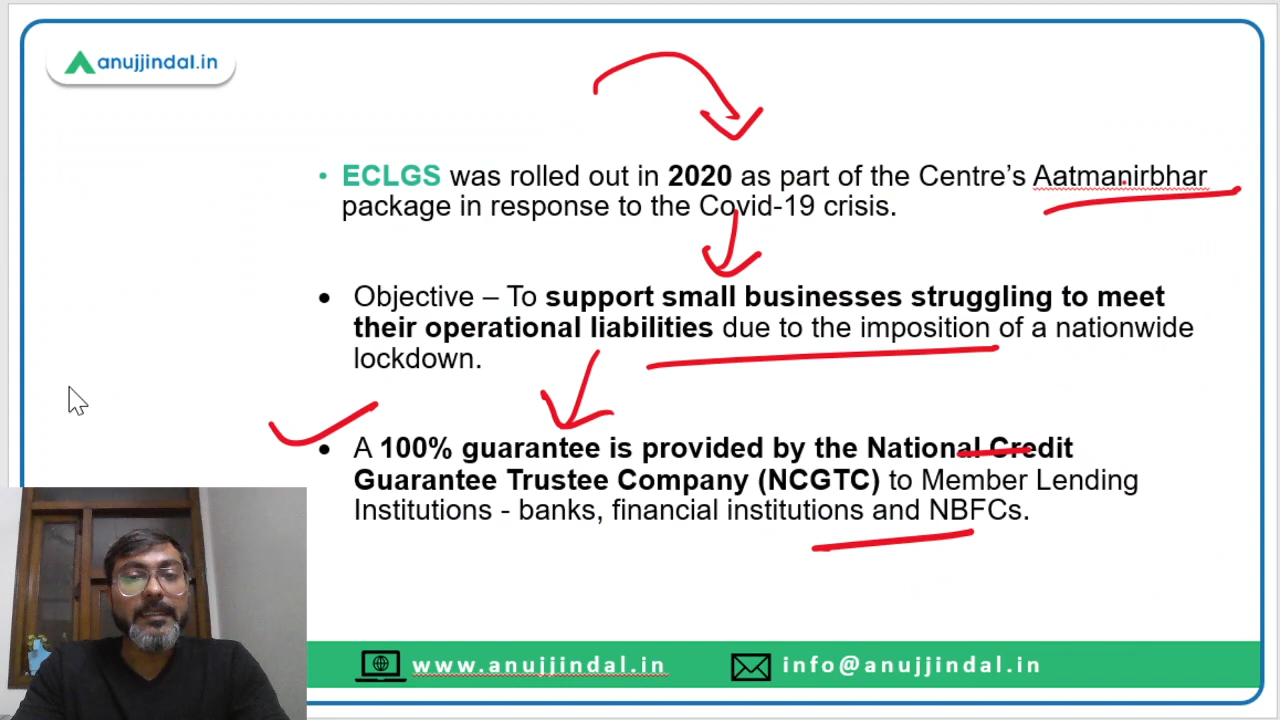 anujjindal.in
• ECLGS was rolled out in 2020 as part of the Centre’s Aatmanirbhar
package in response to the Covid-19 crisis.
● Objective – To support small businesses struggling to meet
their operational liabilities due to the imposition of a nationwide
lockdown.
● A 100% guarantee is provided by the National Credit
Guarantee Trustee Company (NCGTC) to Member Lending
Institutions - banks, financial institutions and NBFCs.
www.anujjindal.in
info@anujjindal.in